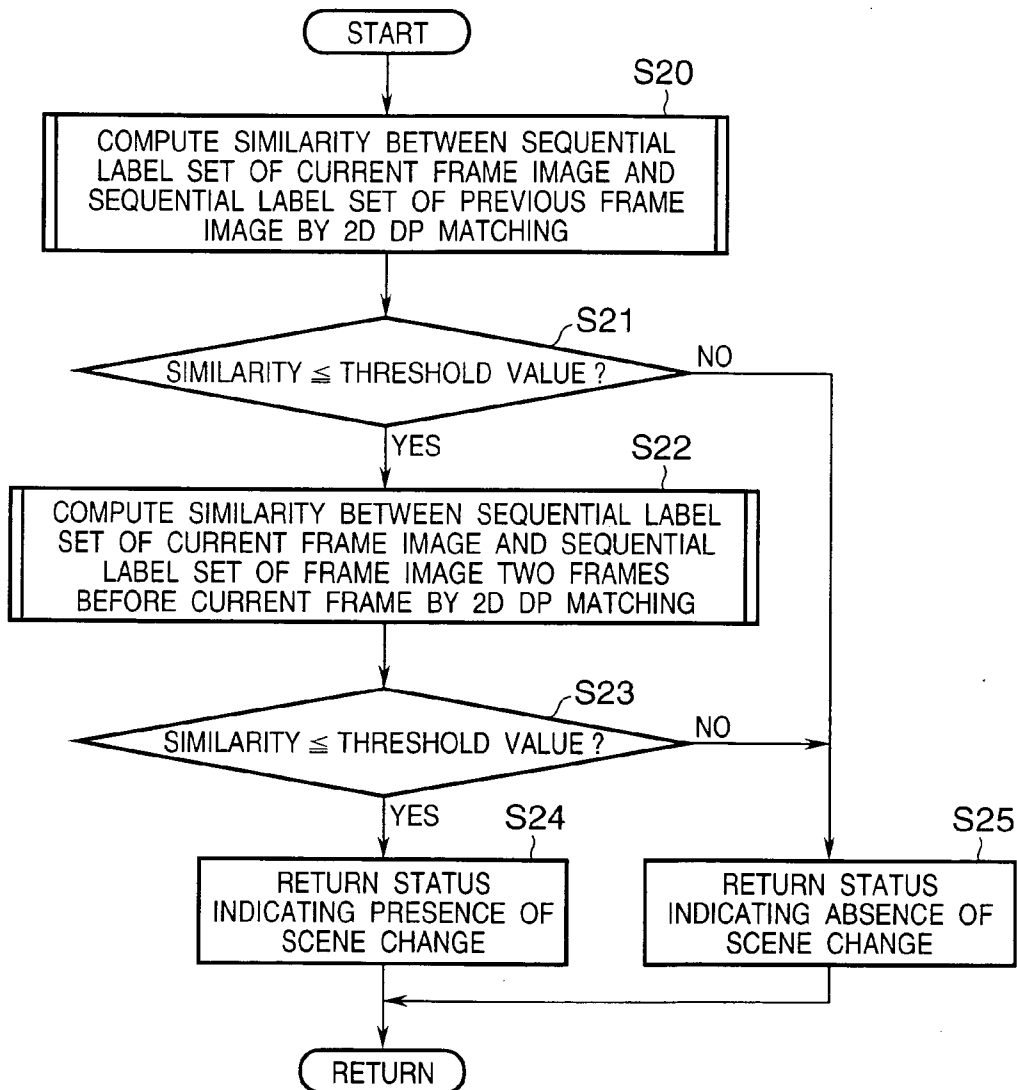 START
S20
COMPUTE SIMILARITY BETWEEN SEQUENTIAL
LABEL SET OF CURRENT FRAME IMAGE AND
SEQUENTIAL LABEL SET OF PREVIOUS FRAME
IMAGE BY 2D DP MATCHING
S21
SIMILARITY ≦ THRESHOLD VALUE ?
NO
YES
S22
COMPUTE SIMILARITY BETWEEN SEQUENTIAL LABEL
SET OF CURRENT FRAME IMAGE AND SEQUENTIAL
LABEL SET OF FRAME IMAGE TWO FRAMES
BEFORE CURRENT FRAME BY 2D DP MATCHING
S23
SIMILARITY ≦ THRESHOLD VALUE ?
NO
YES
S24
RETURN STATUS
INDICATING PRESENCE OF
SCENE CHANGE
S25
RETURN STATUS
INDICATING ABSENCE OF
SCENE CHANGE
RETURN